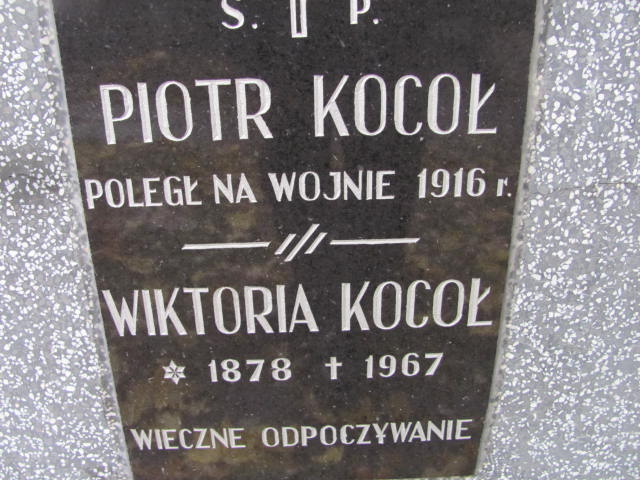 S. P.
PIOTR KOCOŁ
POLEGŁ NA WOJNIE 1916 r.
WIKTORIA KOCOŁ
* 1878 † 1967
WIECZNE ODPOCZYWANIE